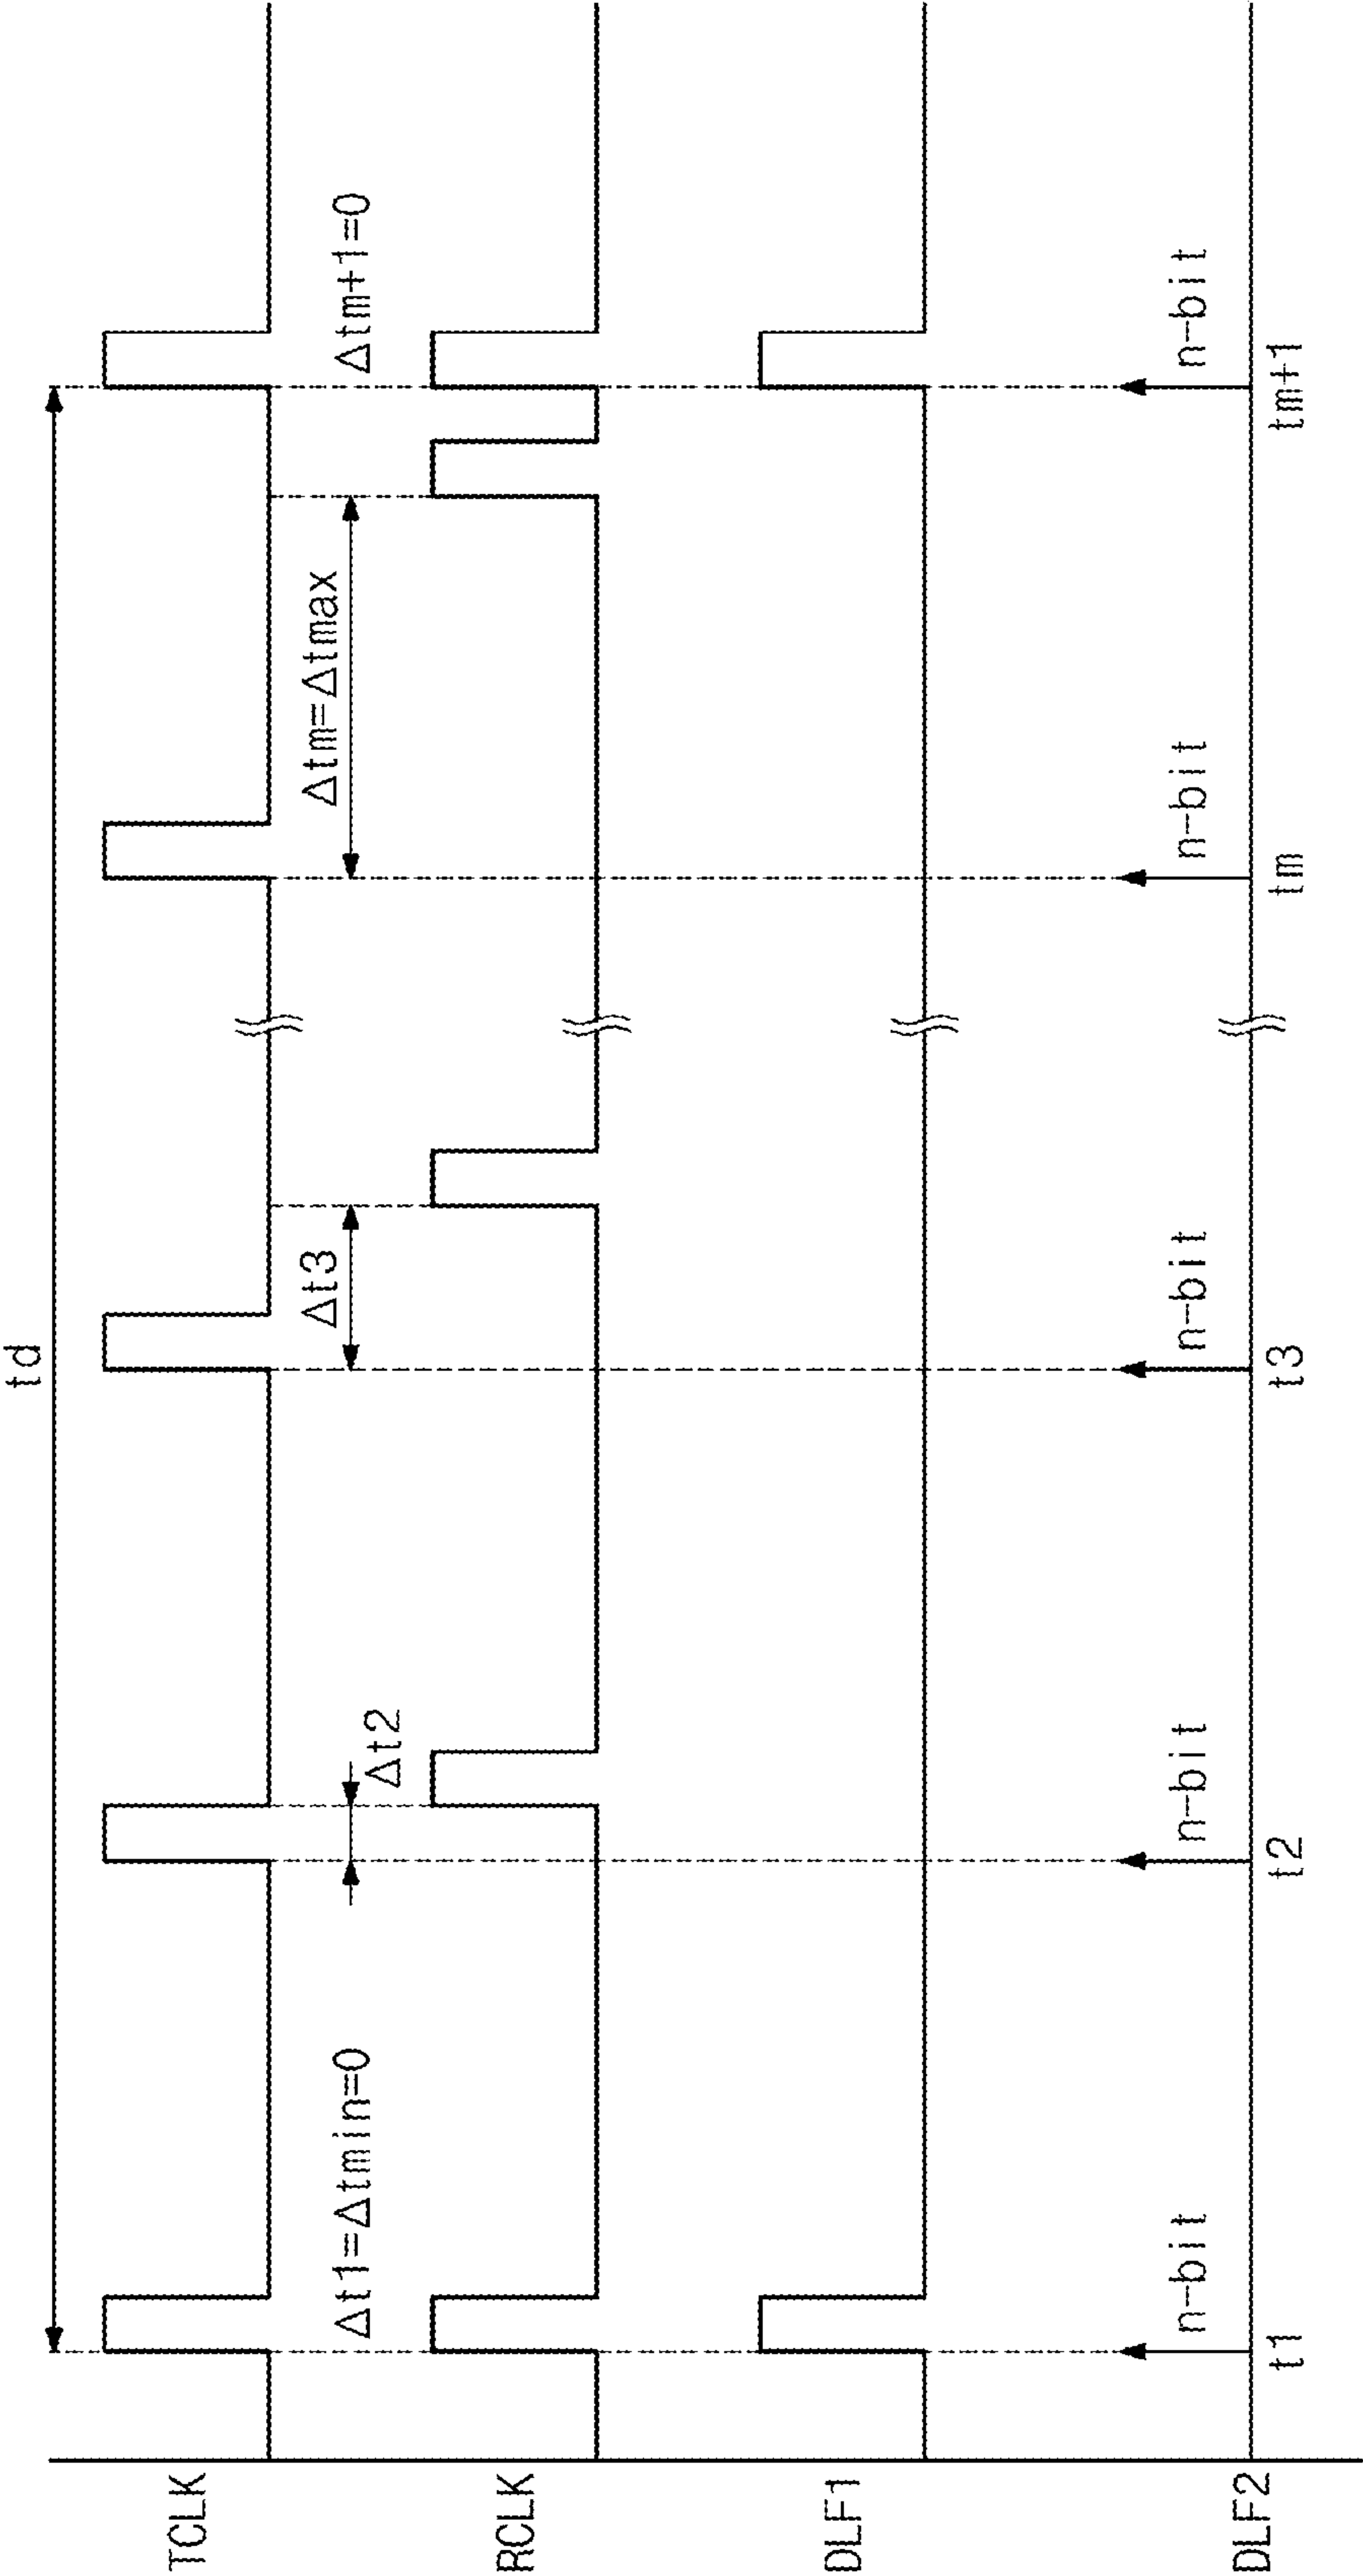 td
TCLK
Δt1=Δtmin=0
Δt2
Δt3
Δtm=Δtmax
Δtm+1=0
RCLK
DLF1
n-bit
n-bit
n-bit
n-bit
n-bit
DLF2
t1
t2
t3
tm
tm+1